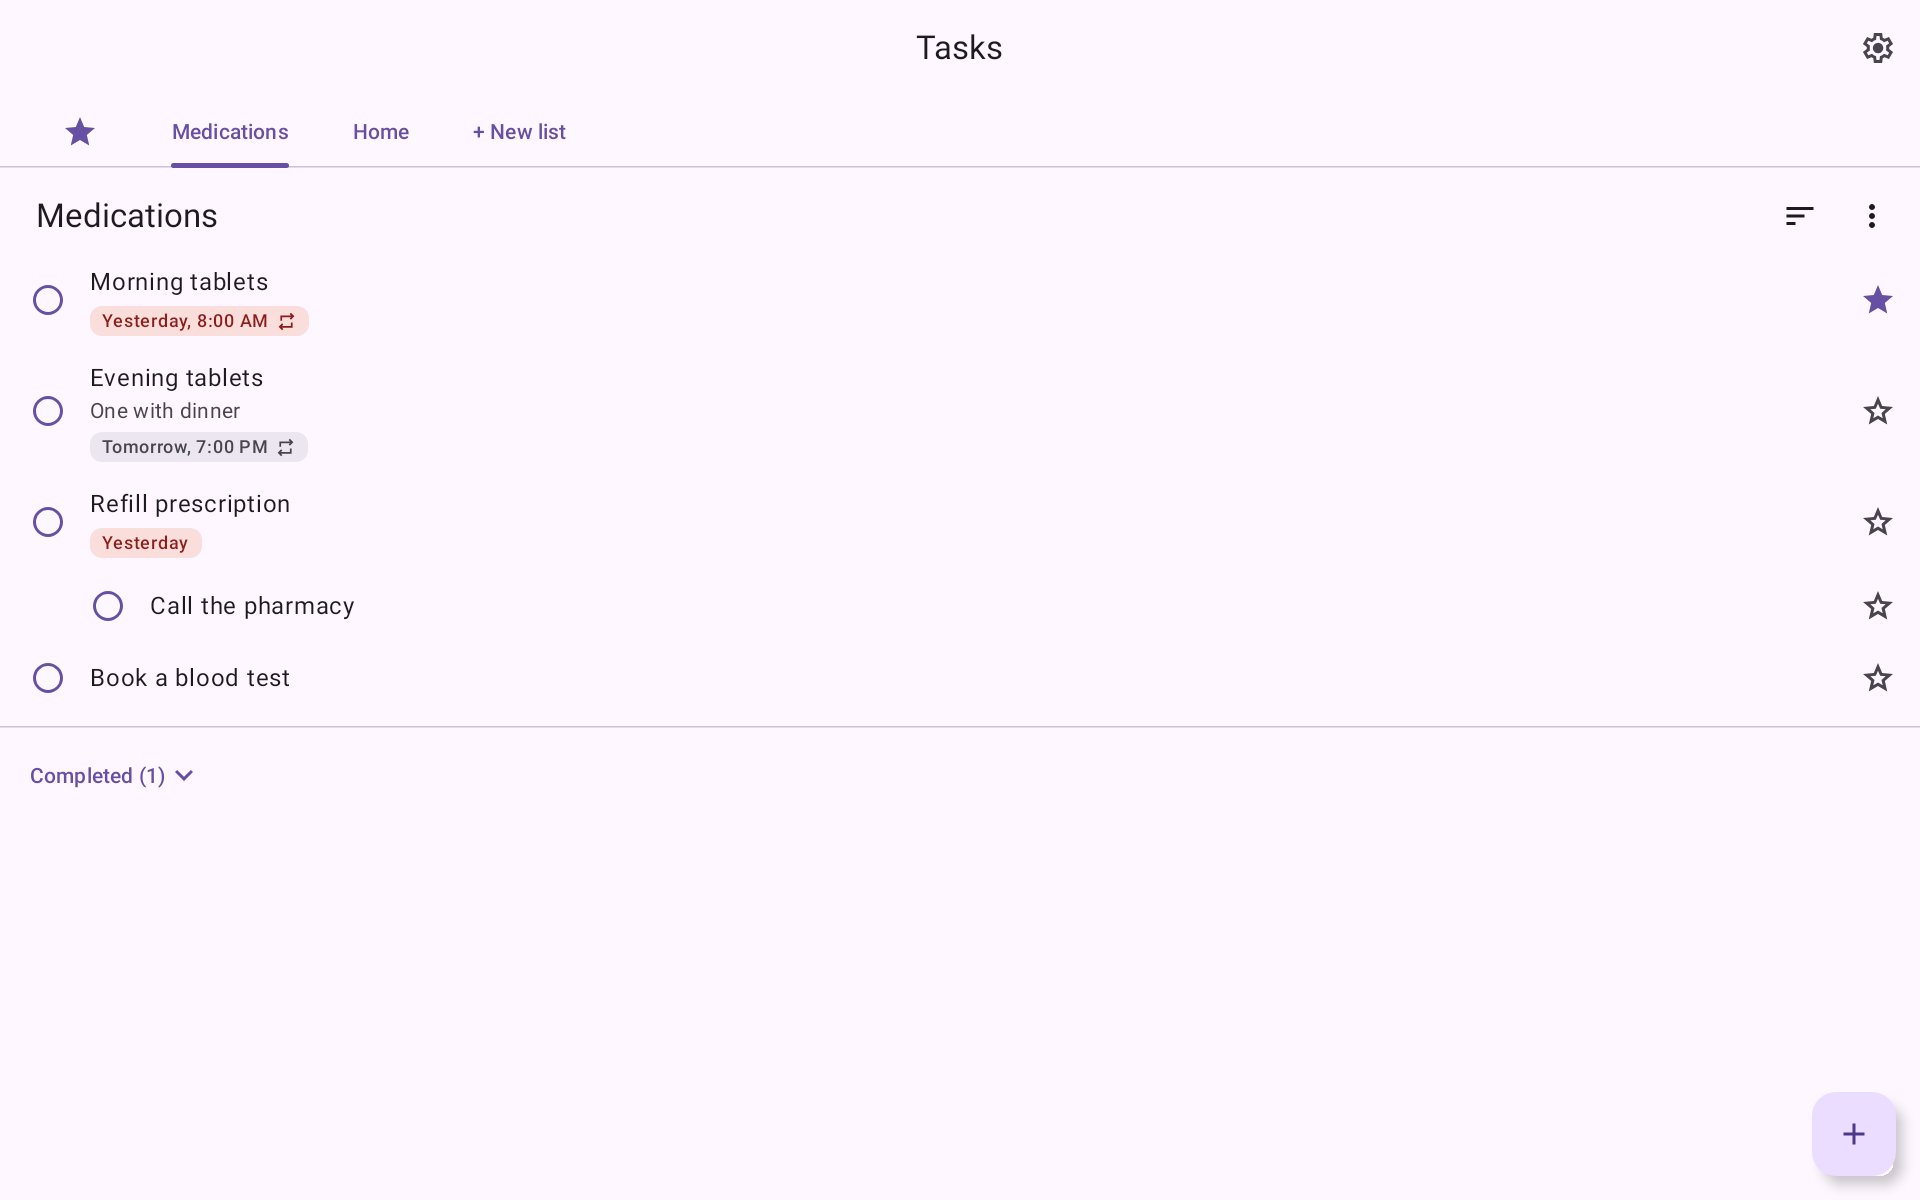 Tasks
Medications
Home
+ New list
Medications
Morning tablets
Yesterday, 8:00 AM
Evening tablets
One with dinner
Tomorrow, 7:00 PM
Refill prescription
Yesterday
Call the pharmacy
Book a blood test
Completed (1)